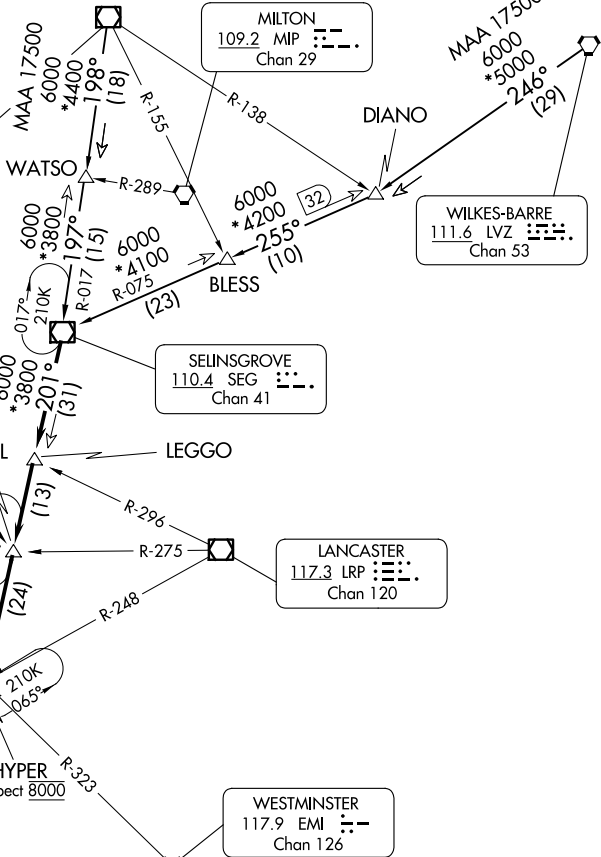 MILTON
109.2 MIP
Chan 29
MAA 17500
6000
*4400
198°
(18)
R-155
R-138
MAA 17500
6000
*5000
246°
(29)
DIANO
WATSO
R-289
6000
*4200
32
255°
(10)
WILKES-BARRE
111.6 LVZ
Chan 53
6000
*3800
197°
(15)
R-017
6000
*4100
R-075
(23)
BLESS
017°
210K
SELINSGROVE
110.4 SEG
Chan 41
6000
*3800
201°
(31)
L
LEGGO
(13)
R-296
R-275
LANCASTER
117.3 LRP
Chan 120
R-248
(24)
210K
065°
HYPER
pect 8000
R-323
WESTMINSTER
117.9 EMI
Chan 126